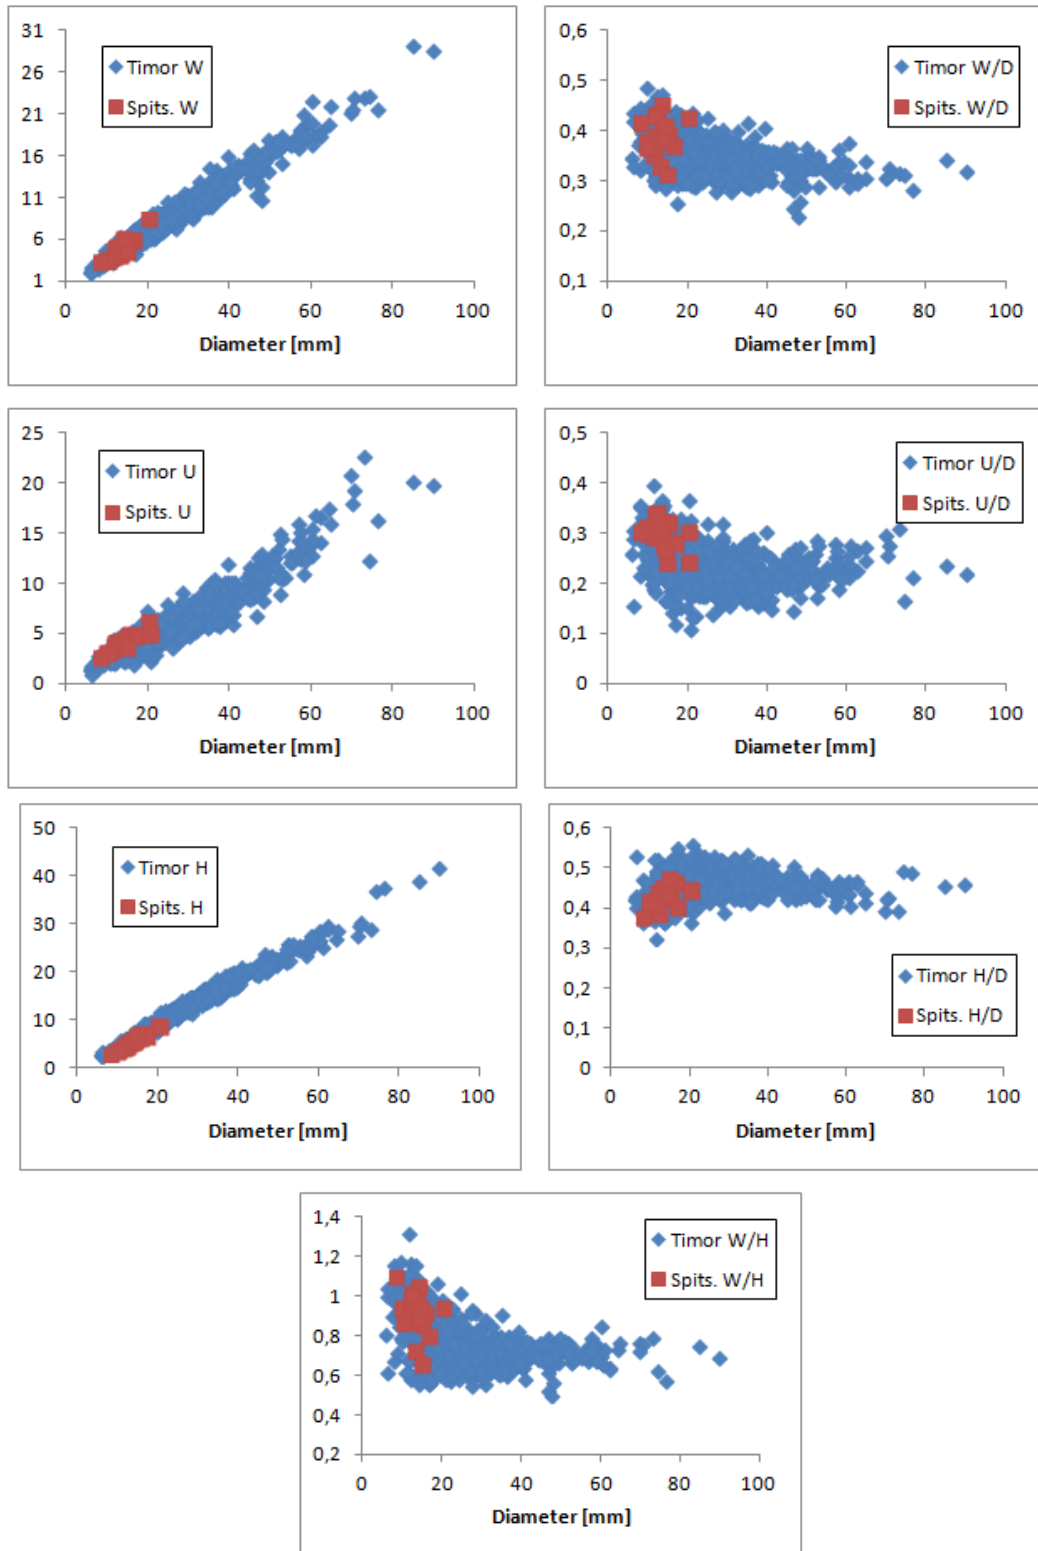 31
26
21
16
11
6
1
Timor W
Spits. W
0 20 40 60 80 100
Diameter [mm]
0,6
0,5
0,4
0,3
0,2
0,1
Timor W/D
Spits. W/D
0 20 40 60 80 100
Diameter [mm]
25
20
15
10
5
0
Timor U
Spits. U
0 20 40 60 80 100
Diameter [mm]
0,5
0,4
0,3
0,2
0,1
0
Timor U/D
Spits. U/D
0 20 40 60 80 100
Diameter [mm]
50
40
30
20
10
0
Timor H
Spits. H
0 20 40 60 80 100
Diameter [mm]
0,6
0,5
0,4
0,3
0,2
0,1
0
Timor H/D
Spits. H/D
0 20 40 60 80 100
Diameter [mm]
1,4
1,2
1
0,8
0,6
0,4
0,2
Timor W/H
Spits. W/H
0 20 40 60 80 100
Diameter [mm]